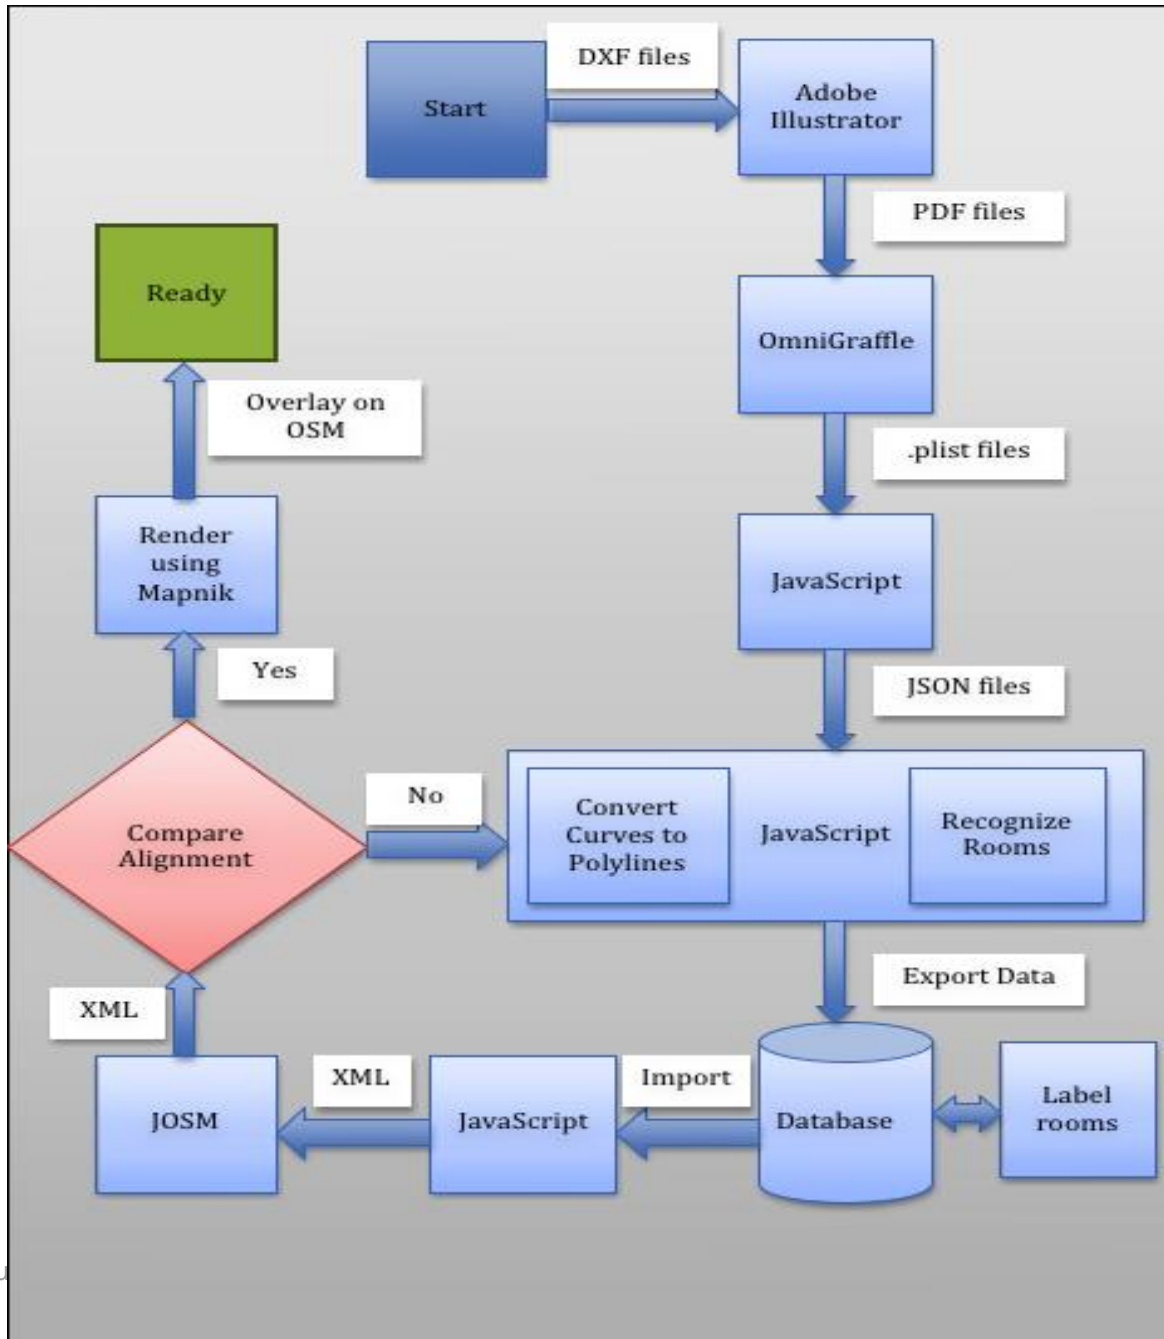 DXF files
Start
Adobe
Illustrator
PDF files
OmniGraffle
.plist files
JavaScript
JSON files
Ready
Overlay on
OSM
Render
using
Mapnik
Yes
Compare
Alignment
No
Convert
Curves to
Polylines
JavaScript
Recognize
Rooms
Export Data
XML
JOSM
XML
JavaScript
Import
Database
Label
rooms